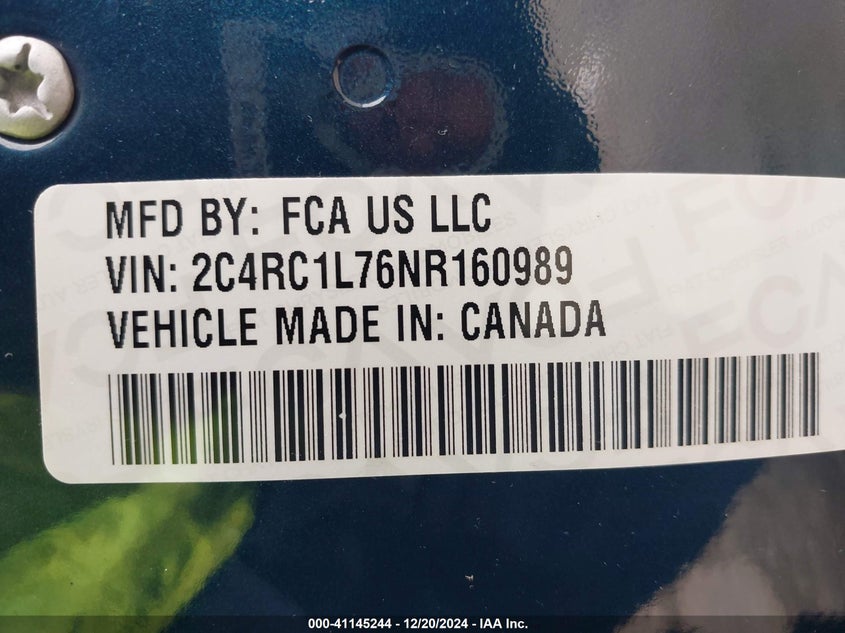 MFD BY: FCA US LLC
VIN: 2C4RC1L76NR160989
VEHICLE MADE IN: CANADA
000-41145244 - 12/20/2024 - IAA Inc.